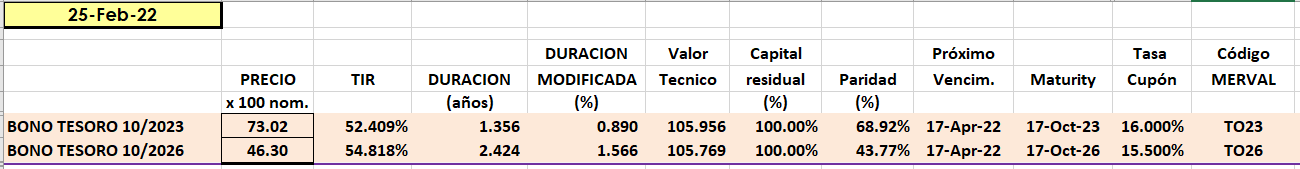 25-Feb-22
DURACION Valor Capital Próximo Tasa Código
PRECIO TIR DURACION MODIFICADA Tecnico residual Paridad Vencim. Maturity Cupón MERVAL
x 100 nom. (años) (%) (%) (%)
BONO TESORO 10/2023 73.02 52.409% 1.356 0.890 105.956 100.00% 68.92% 17-Apr-22 17-Oct-23 16.000% TO23
BONO TESORO 10/2026 46.30 54.818% 2.424 1.566 105.769 100.00% 43.77% 17-Apr-22 17-Oct-26 15.500% TO26